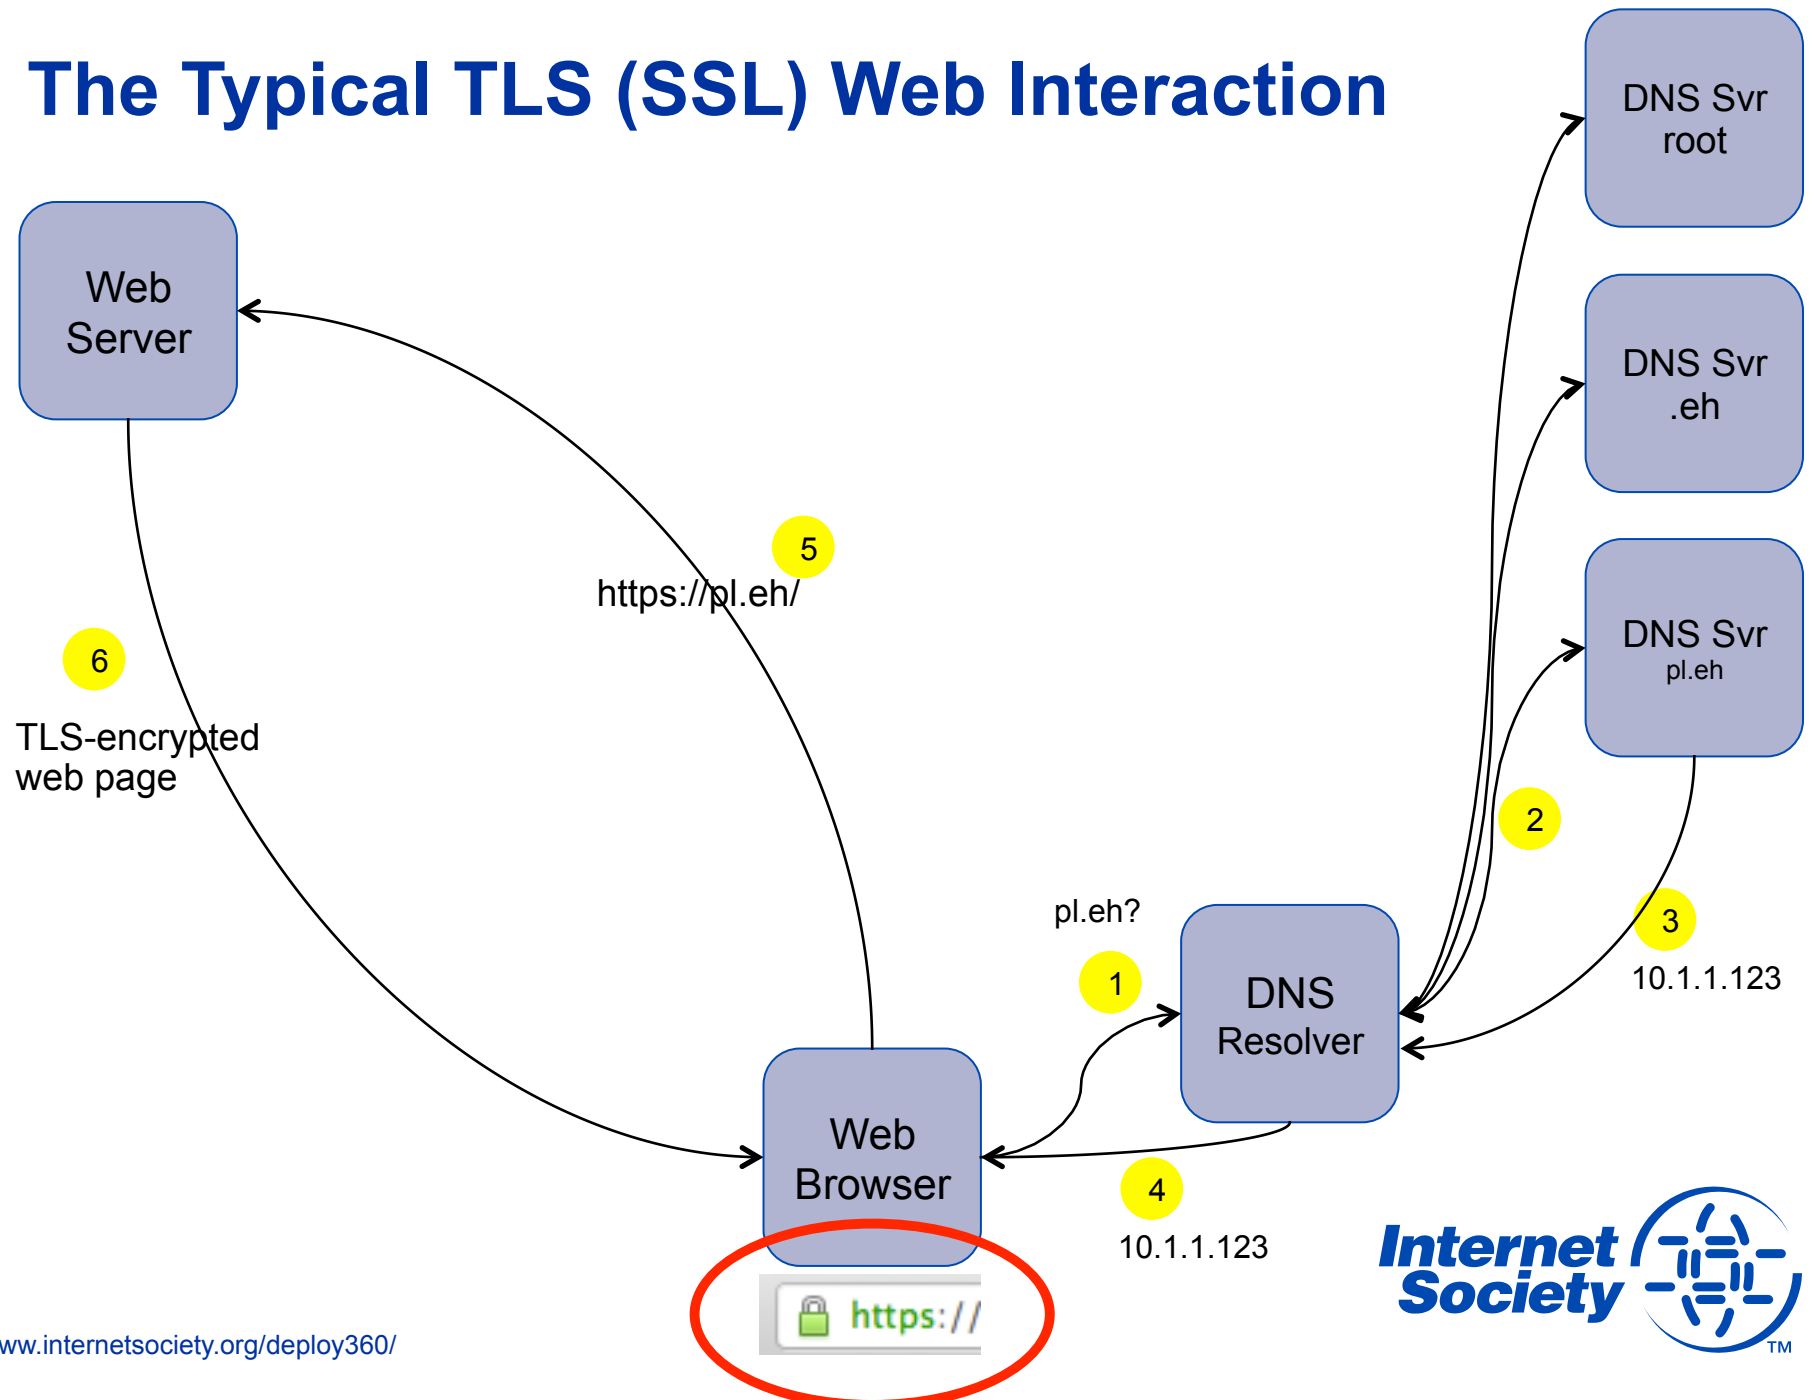 The Typical TLS (SSL) Web Interaction
DNS Svr
root
Web
Server
DNS Svr
.eh
5
https://pl.eh/
DNS Svr
pl.eh
6
TLS-encrypted
web page
2
pl.eh?
3
10.1.1.123
1
DNS
Resolver
Web
Browser
4
10.1.1.123
https://
Internet
Society
TM
ww.internetsociety.org/deploy360/